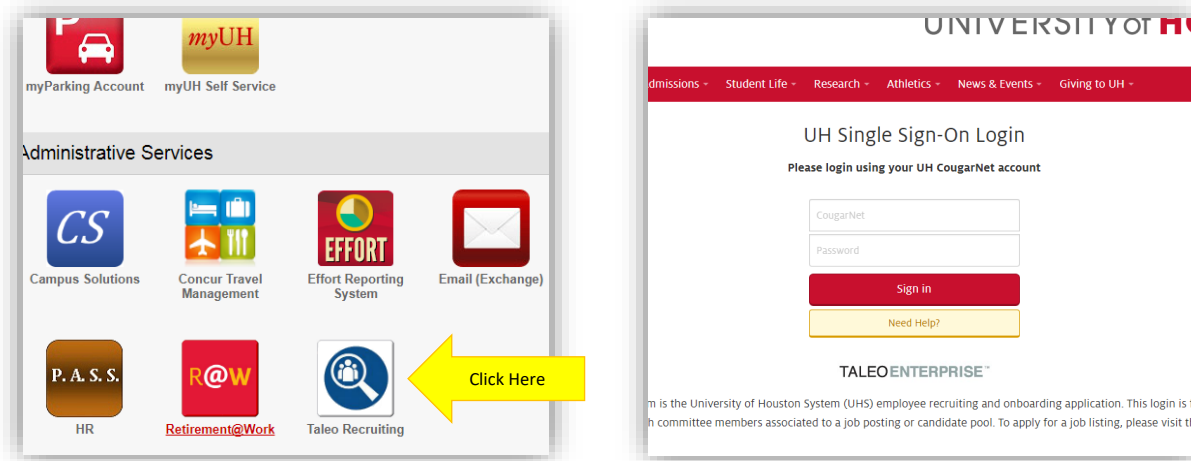 P
myUH
myParking Account
myUH Self Service
Administrative Services
CS
EFFORT
Campus Solutions
Concur Travel
Management
Effort Reporting
System
Email (Exchange)
P. A. S. S.
R@W
Click Here
HR
Retirement@Work
Taleo Recruiting
UNIVERSITY of
Student Life
Research
Athletics
News & Events
Giving to UH
UH Single Sign-On Login
Please login using your UH CougarNet account
CougarNet
Password
Sign in
Need Help?
TALEO ENTERPRISE™
is the University of Houston System (UHS) employee recruiting and onboarding application. This login is
committee members associated to a job posting or candidate pool. To apply for a job listing, please visit